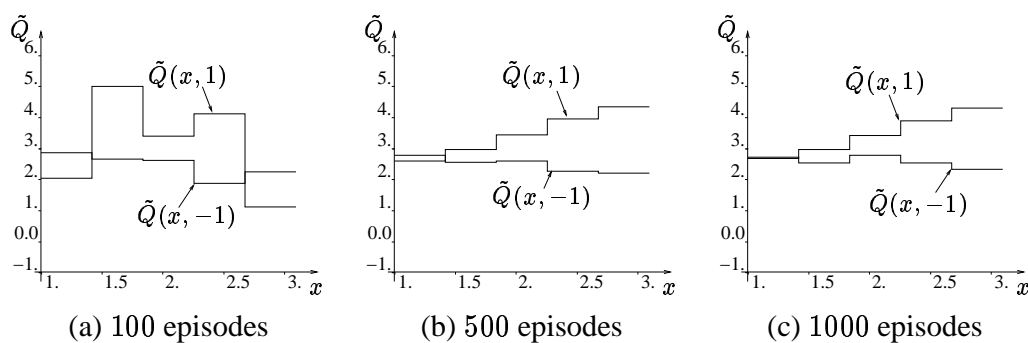 Q̃
6.
5.
4.
3.
2.
1.
0.0
−1.
Q̃(x, 1)
Q̃(x, −1)
1. 1.5 2. 2.5 3. x
(a) 100 episodes
Q̃
6.
5.
4.
3.
2.
1.
0.0
−1.
Q̃(x, 1)
Q̃(x, −1)
1. 1.5 2. 2.5 3. x
(b) 500 episodes
Q̃
6.
5.
4.
3.
2.
1.
0.0
−1.
Q̃(x, 1)
Q̃(x, −1)
1. 1.5 2. 2.5 3. x
(c) 1000 episodes